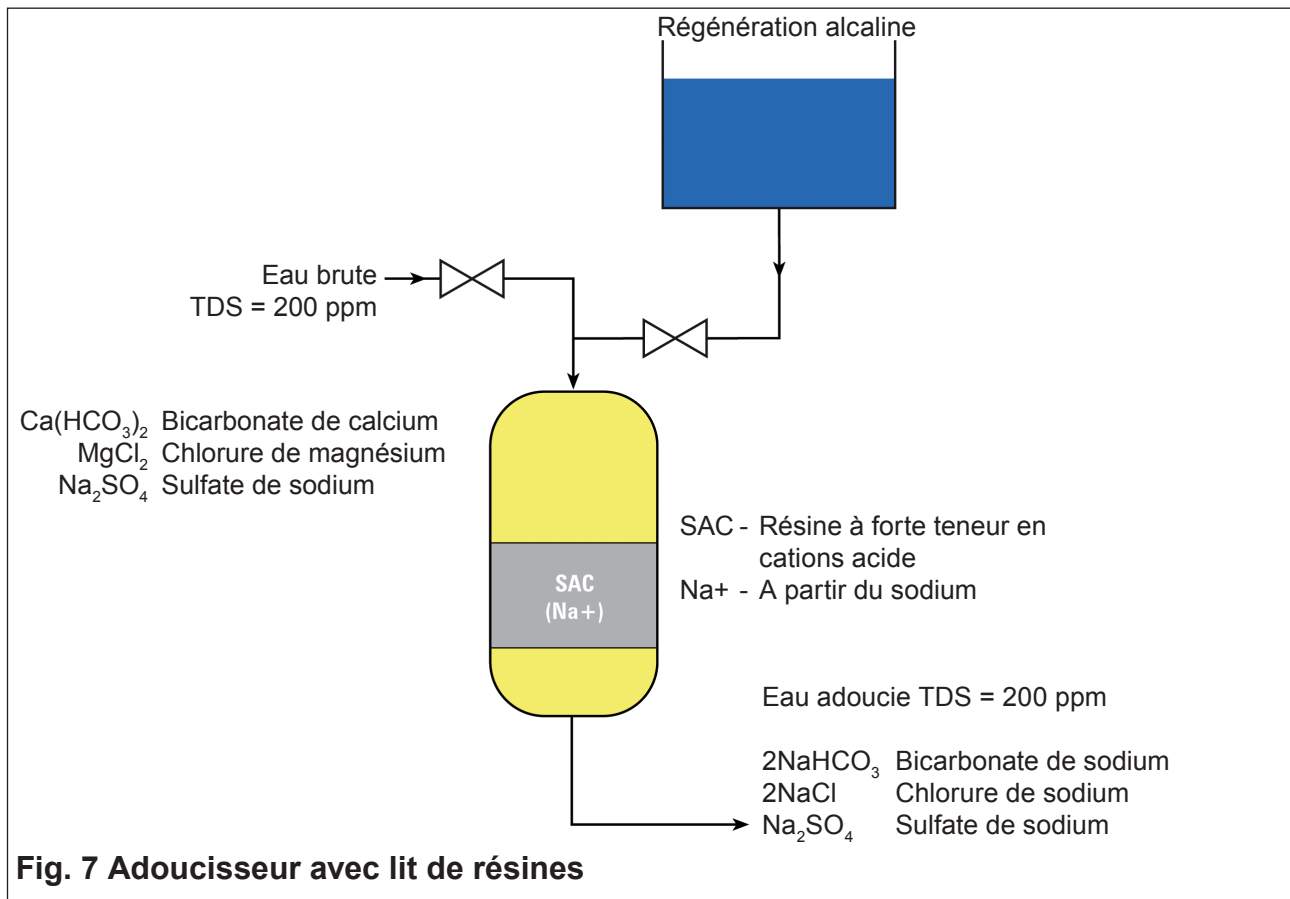 Régénération alcaline
Eau brute
TDS = 200 ppm
Ca(HCO₃)₂ Bicarbonate de calcium
MgCl₂ Chlorure de magnésium
Na₂SO₄ Sulfate de sodium
SAC
(Na+)
SAC - Résine à forte teneur en
cations acide
Na+ - A partir du sodium
Eau adoucie TDS = 200 ppm
2NaHCO₃ Bicarbonate de sodium
2NaCl Chlorure de sodium
Na₂SO₄ Sulfate de sodium
Fig. 7 Adoucisseur avec lit de résines